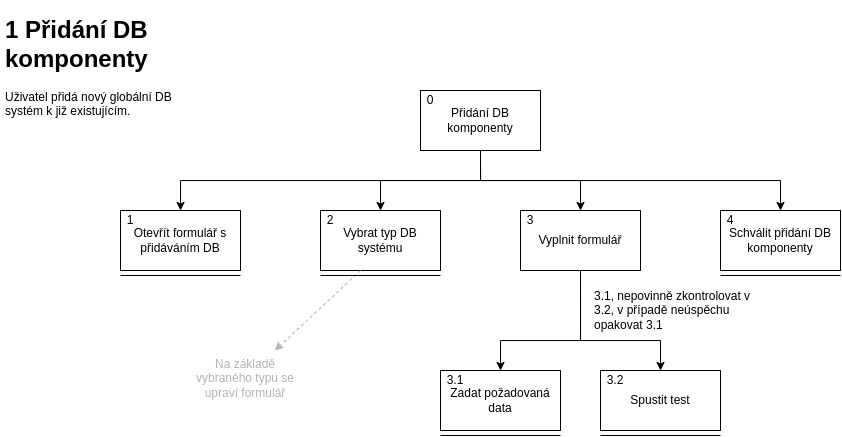 1 Přidání DB
komponenty
Uživatel přidá nový globální DB
systém k již existujícím.
0
Přidání DB
komponenty
1
Otevřít formulář s
přidáváním DB
2
Vybrat typ DB
systému
3
Vyplnit formulář
4
Schválit přidání DB
komponenty
3.1, nepovinně zkontrolovat v
3.2, v případě neúspěchu
opakovat 3.1
Na základě
vybraného typu se
upraví formulář
3.1
Zadat požadovaná
data
3.2
Spustit test